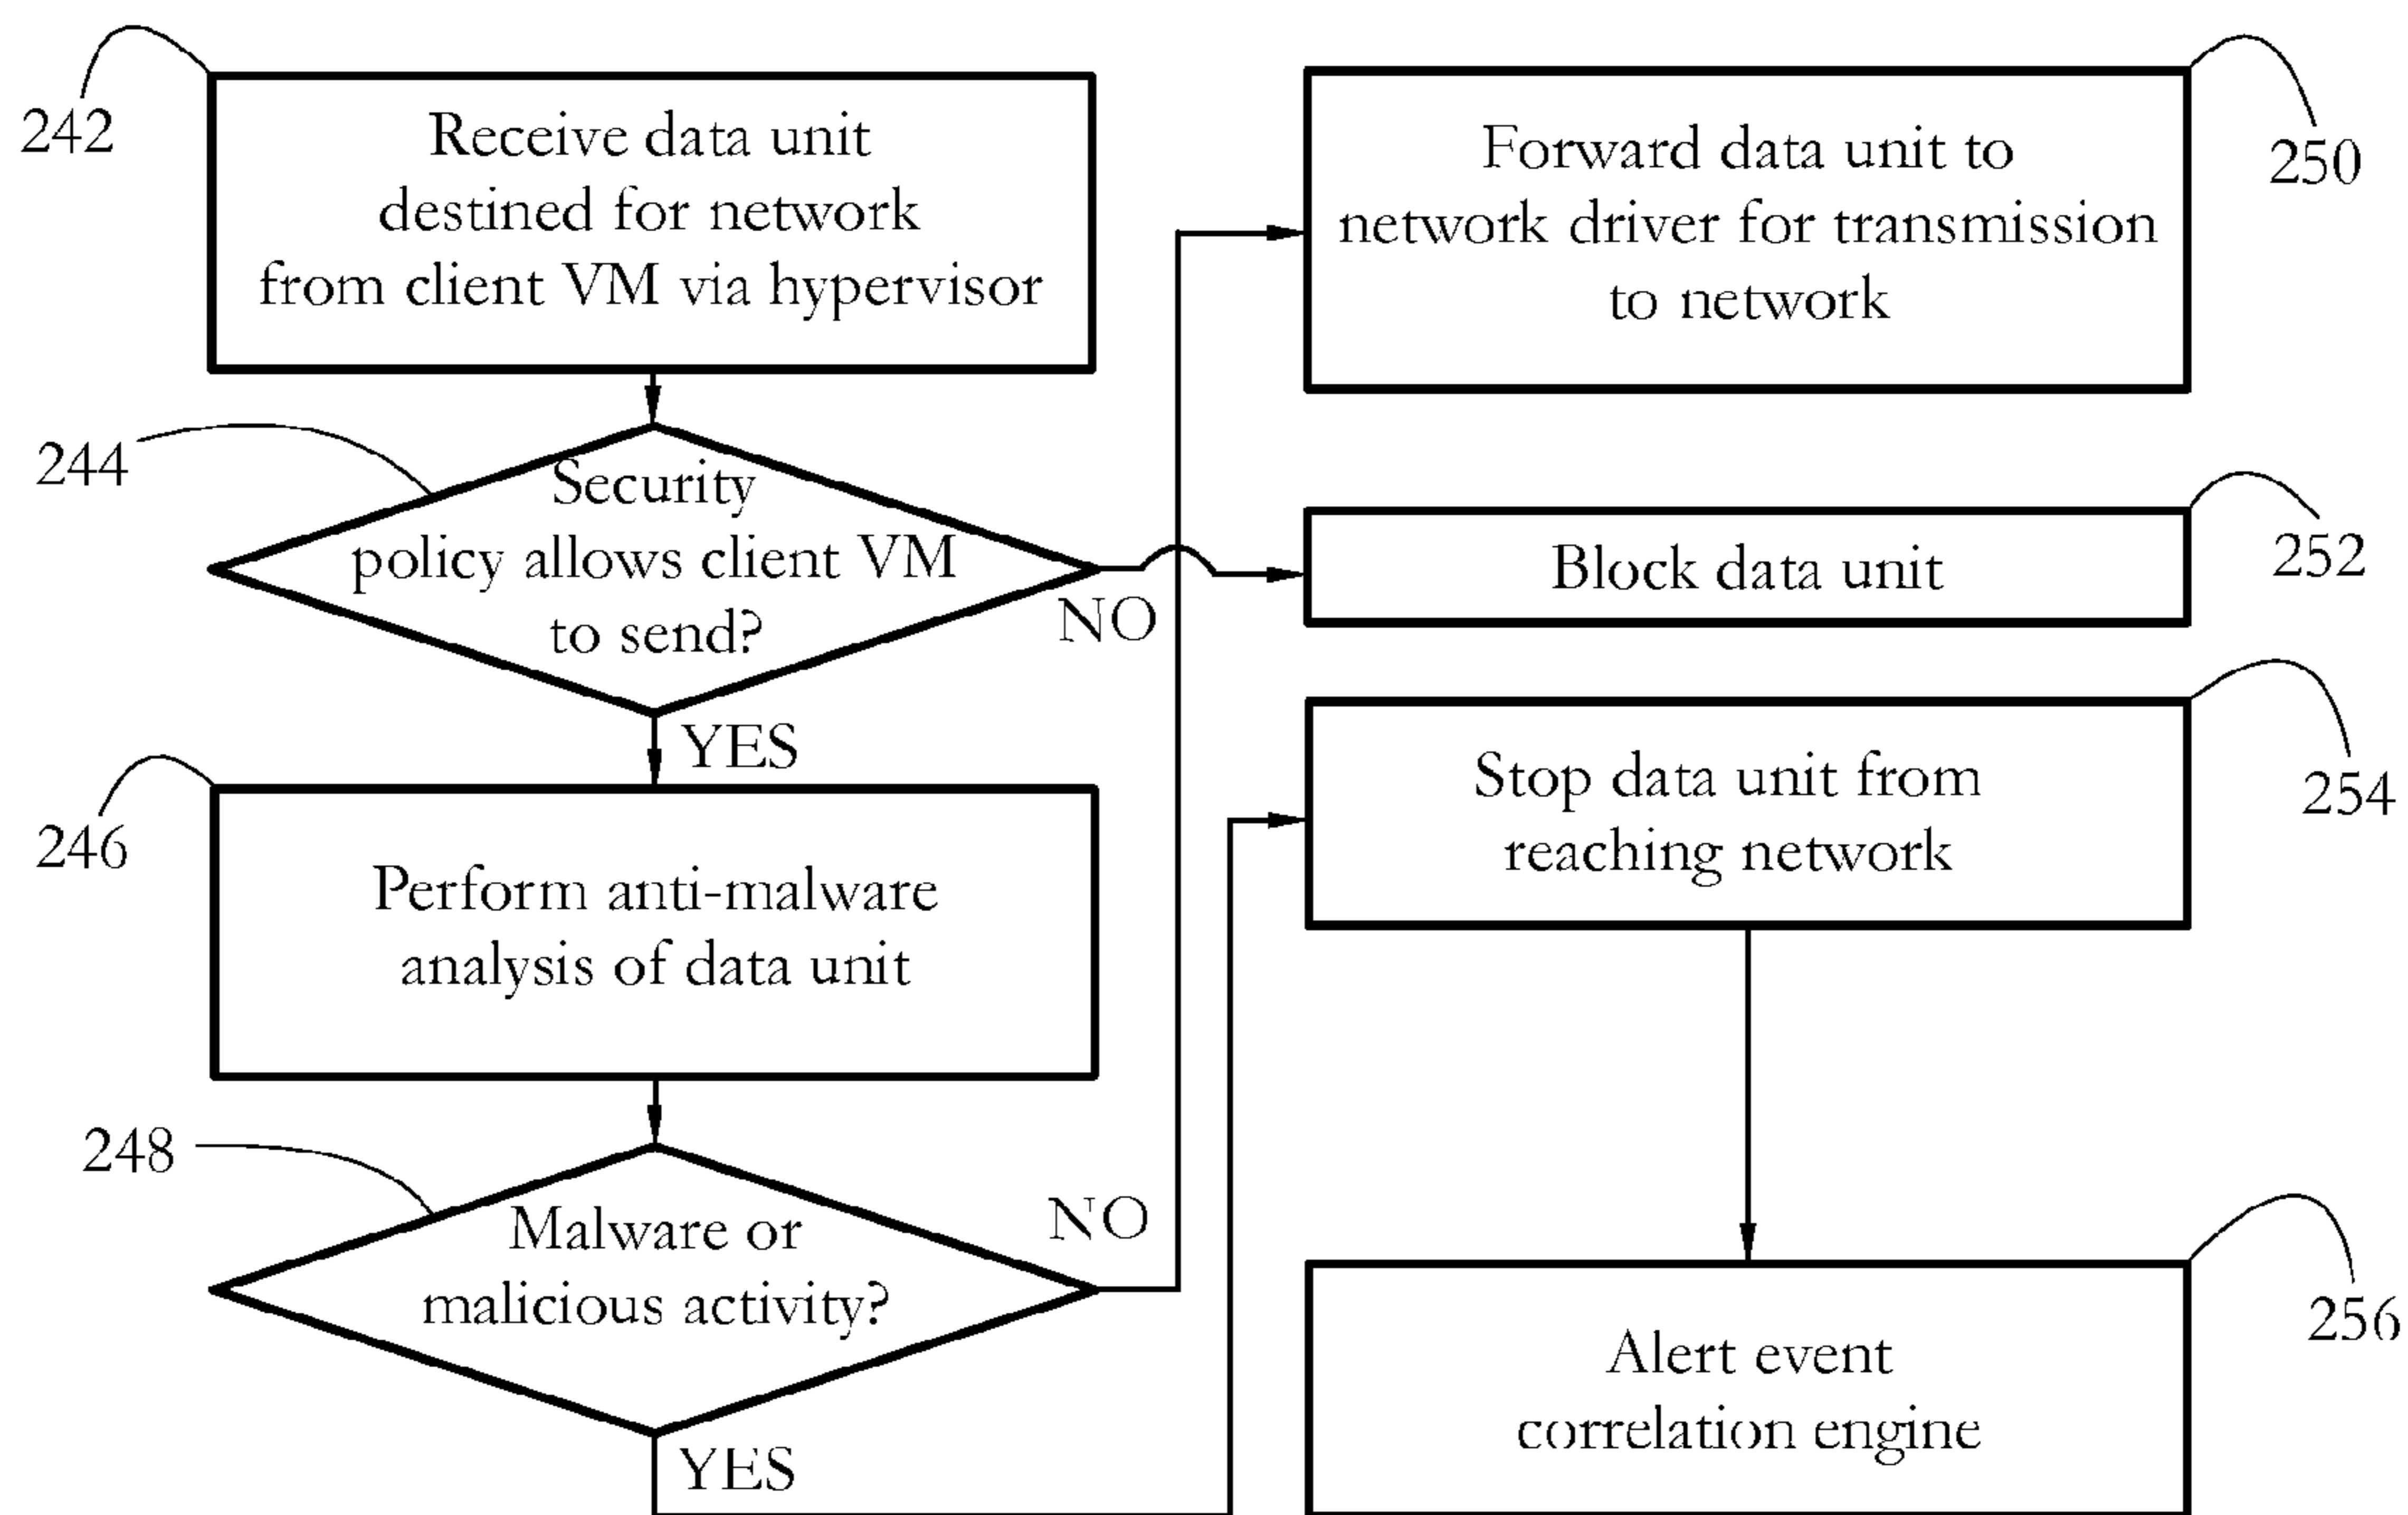 242
Receive data unit
destined for network
from client VM via hypervisor
244
Security
policy allows client VM
to send?
NO
YES
246
Perform anti-malware
analysis of data unit
248
Malware or
malicious activity?
NO
YES
250
Forward data unit to
network driver for transmission
to network
252
Block data unit
254
Stop data unit from
reaching network
256
Alert event
correlation engine